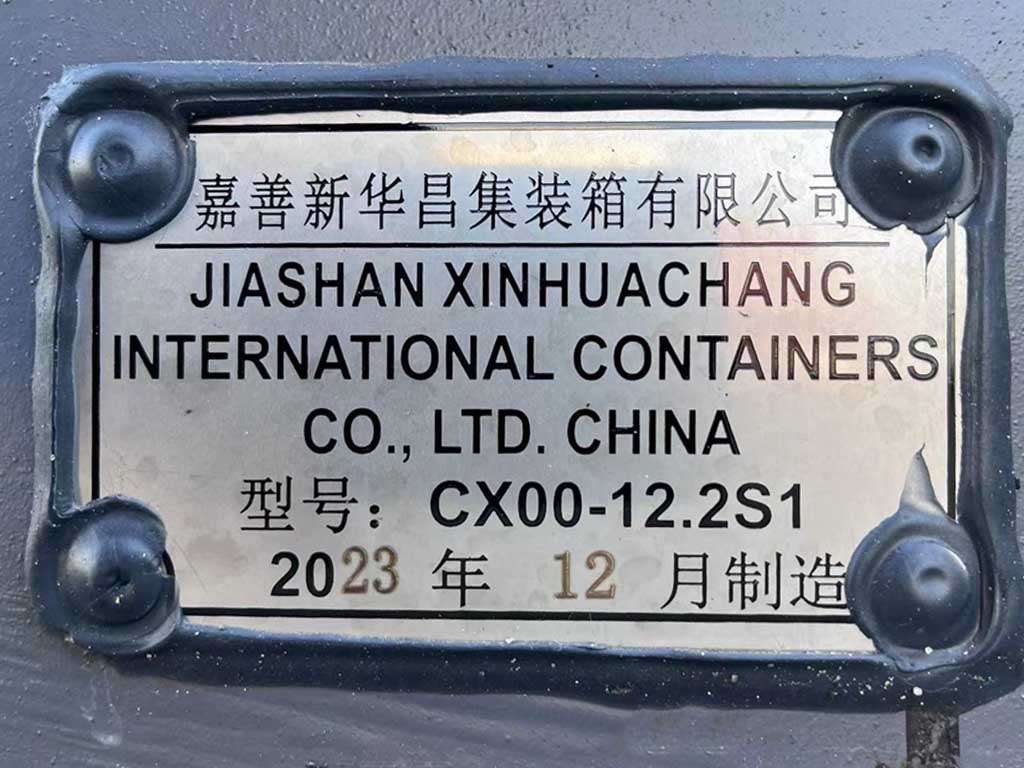 嘉善新华昌集装箱有限公司
JIASHAN XINHUACHANG
INTERNATIONAL CONTAINERS
CO., LTD. CHINA
型号：CX00-12.2S1
2023 年 12 月制造